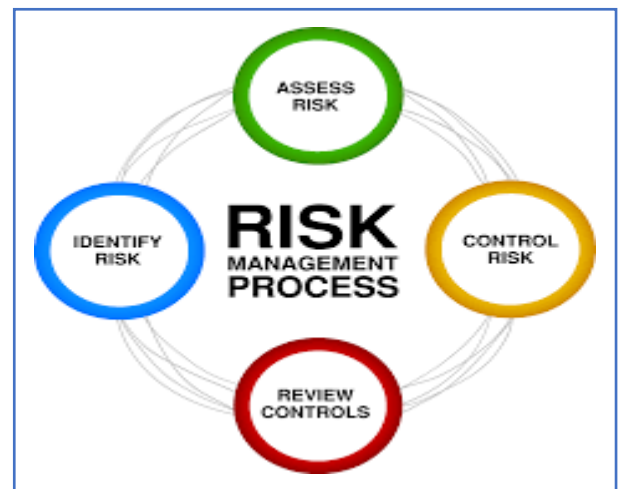 ASSESS
RISK
IDENTIFY
RISK
RISK
MANAGEMENT
PROCESS
CONTROL
RISK
REVIEW
CONTROLS